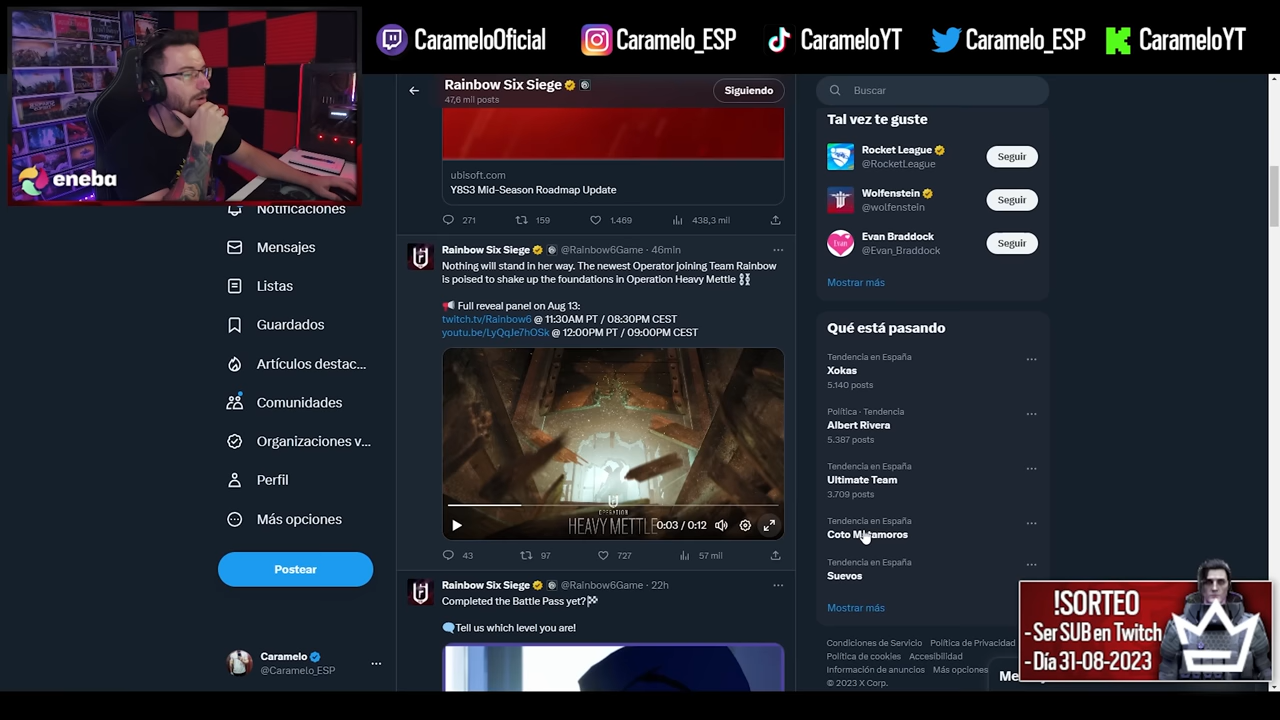 CarameloOficial
Caramelo_ESP
CarameloYT
Caramelo_ESP
CarameloYT
eneba
Notificaciones
Mensajes
Listas
Guardados
Artículos destac...
Comunidades
Organizaciones v...
Perfil
Más opciones
Postear
Caramelo
@Caramelo_ESP
Rainbow Six Siege
47,6 mil posts
Siguiendo
ubisoft.com
Y8S3 Mid-Season Roadmap Update
271 159 1.469 438,3 mil
Rainbow Six Siege @Rainbow6Game · 46min
Nothing will stand in her way. The newest Operator joining Team Rainbow
is poised to shake up the foundations in Operation Heavy Mettle
Full reveal panel on Aug 13:
twitch.tv/Rainbow6 @ 11:30AM PT / 08:30PM CEST
youtu.be/LyQqJe7hOSk @ 12:00PM PT / 09:00PM CEST
OPERATION
HEAVY METTLE
0:03 / 0:12
43 97 727 57 mil
Rainbow Six Siege @Rainbow6Game · 22h
Completed the Battle Pass yet?
Tell us which level you are!
Buscar
Tal vez te guste
Rocket League
@RocketLeague
Seguir
Wolfenstein
@wolfenstein
Seguir
Evan
Evan Braddock
@Evan_Braddock
Seguir
Mostrar más
Qué está pasando
Tendencia en España
Xokas
5.140 posts
Política · Tendencia
Albert Rivera
5.387 posts
Tendencia en España
Ultimate Team
3.709 posts
Tendencia en España
Coto Matamoros
Tendencia en España
Suevos
Mostrar más
Condiciones de Servicio Política de Privacidad
Política de cookies Accesibilidad
Información de anuncios Más opciones
© 2023 X Corp.
!SORTEO
- Ser SUB en Twitch
- Día 31-08-2023